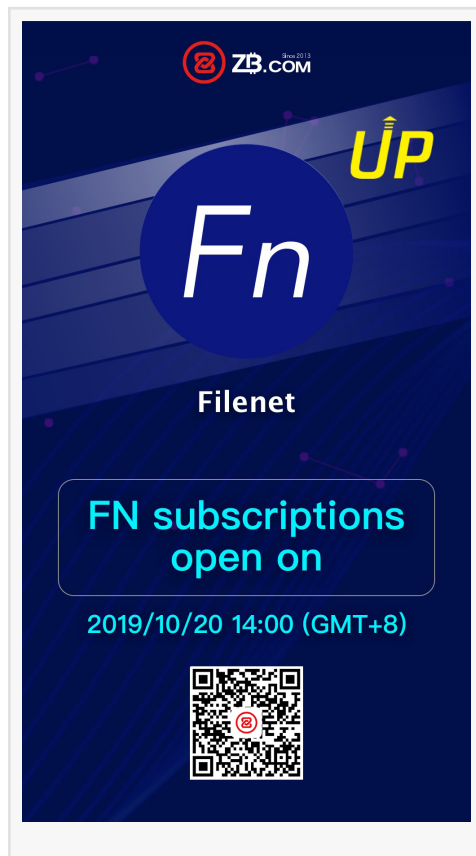 Since 2013
ZB.COM
UP
Fn
Filenet
FN subscriptions
open on
2019/10/20 14:00 (GMT+8)